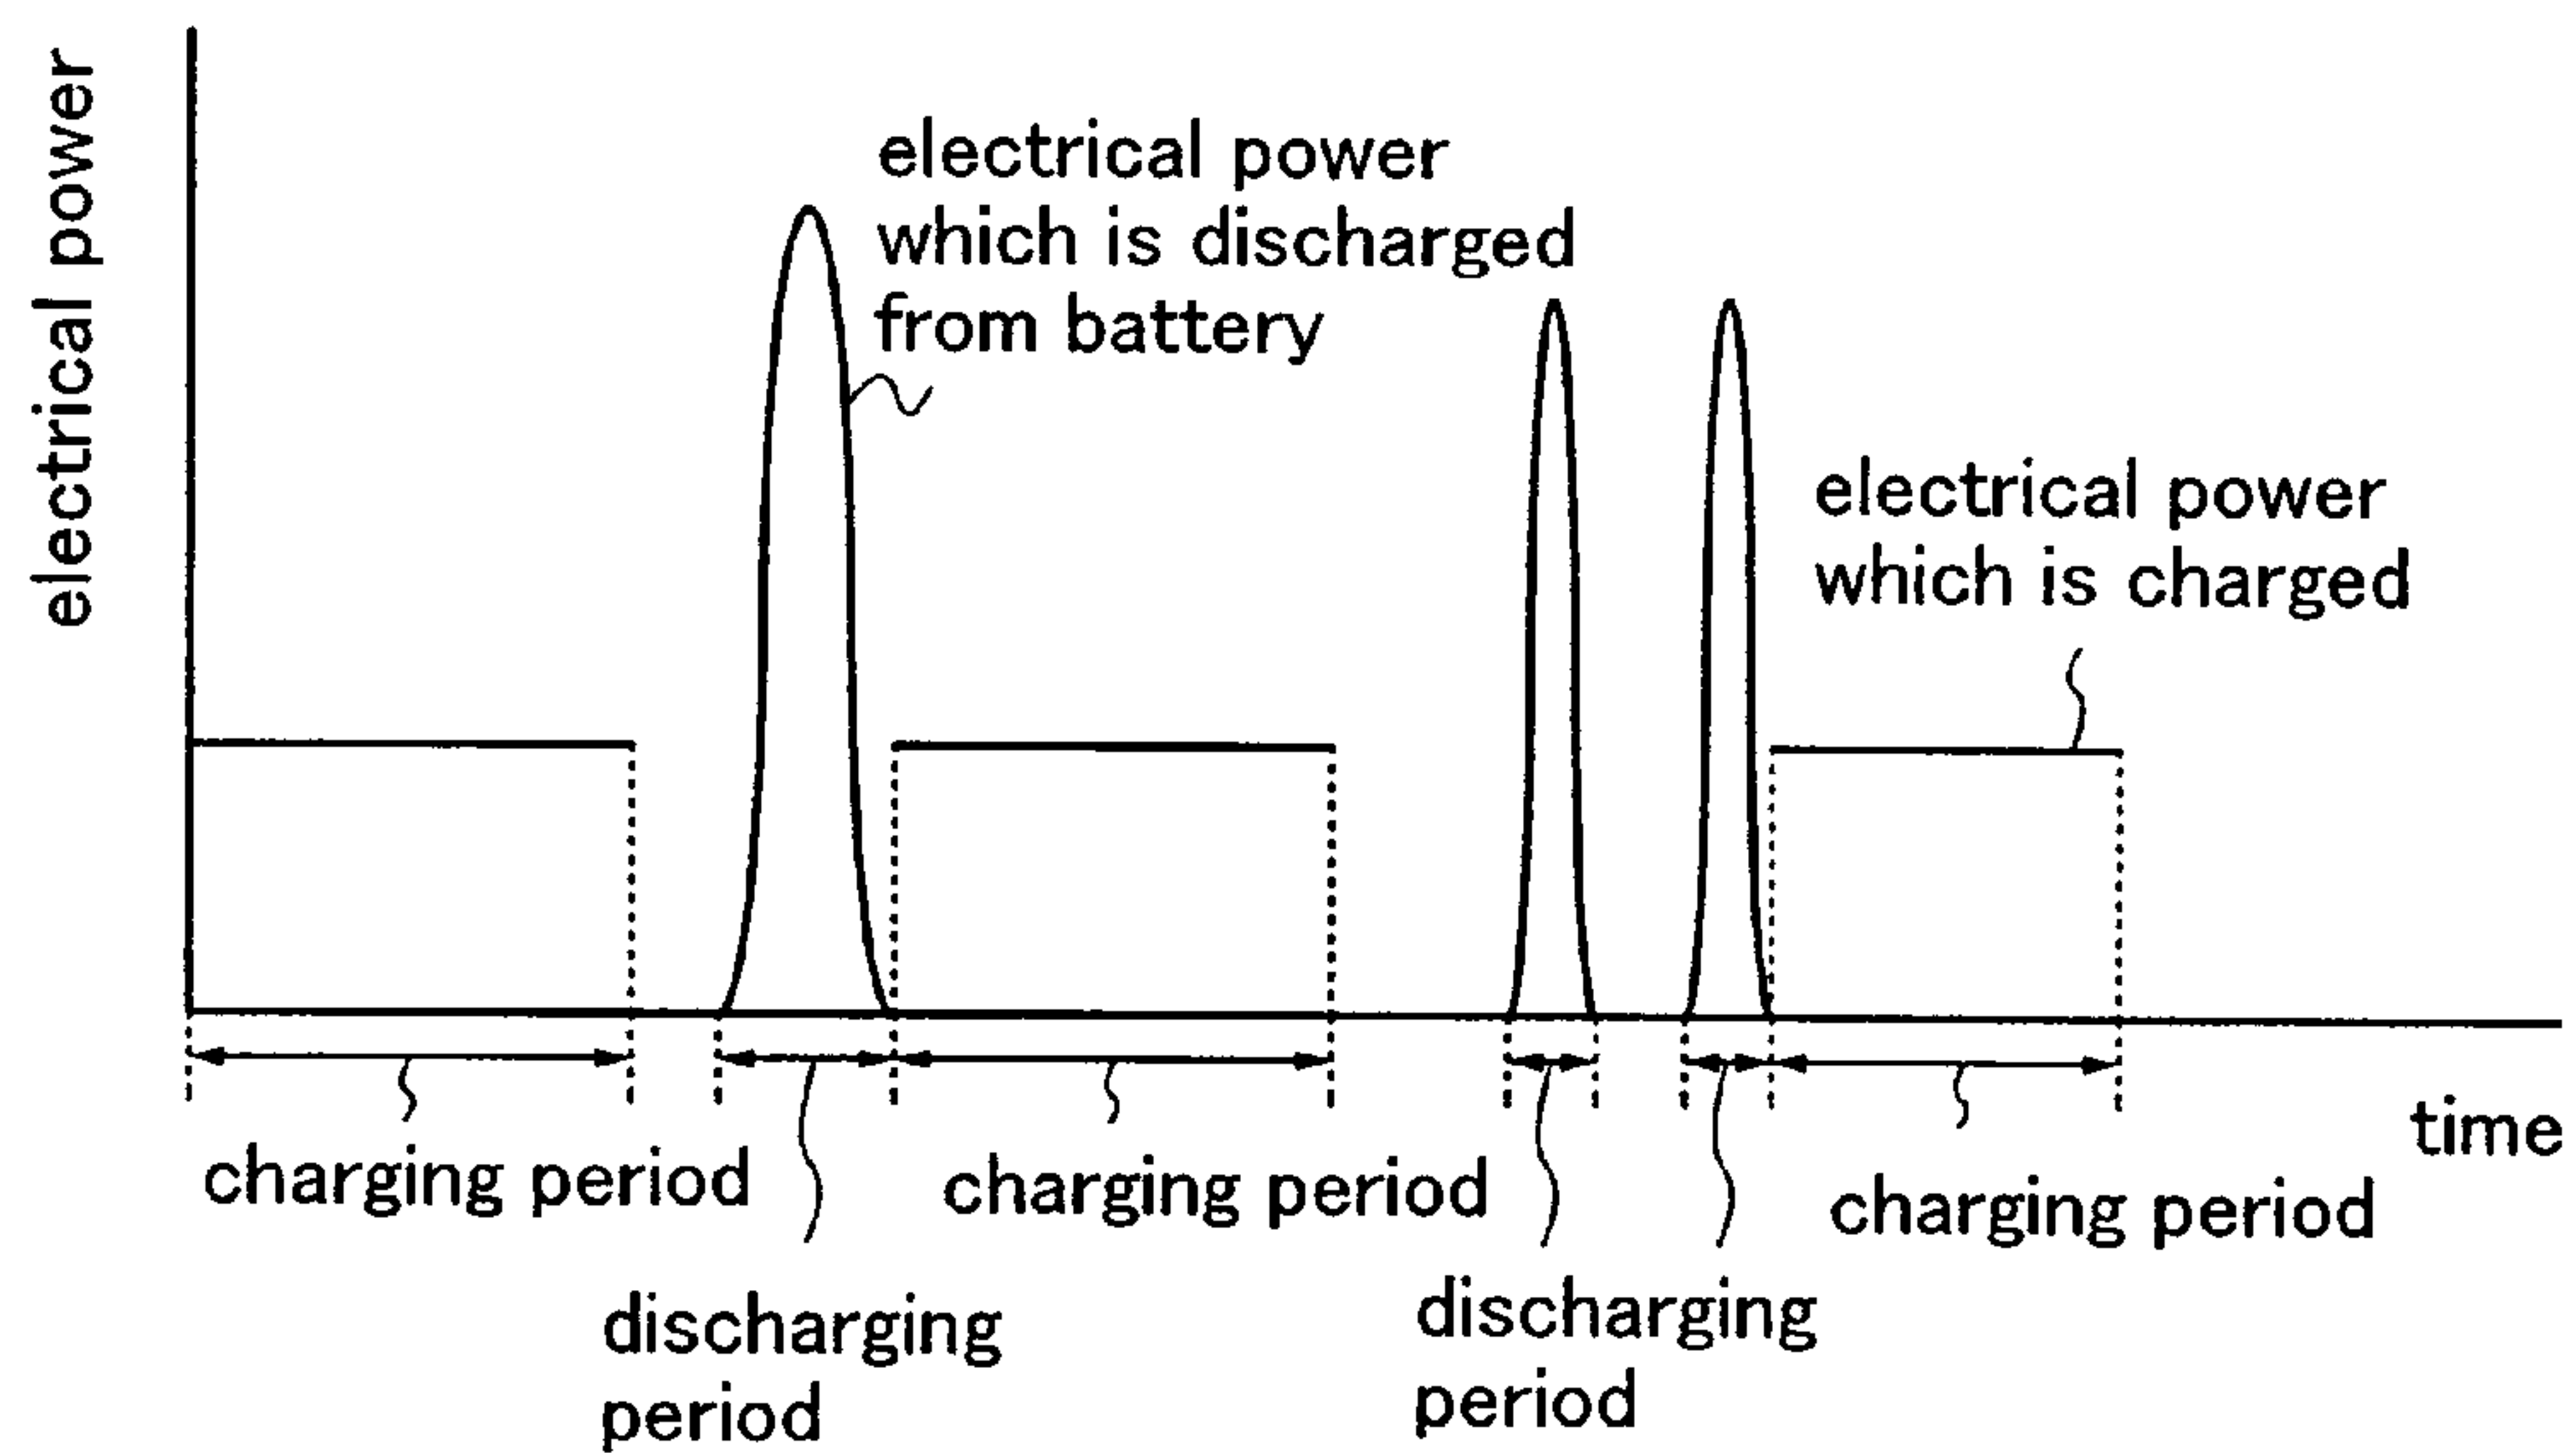 electrical power
electrical power
which is discharged
from battery
electrical power
which is charged
time
charging period
charging period
charging period
discharging
period
discharging
period